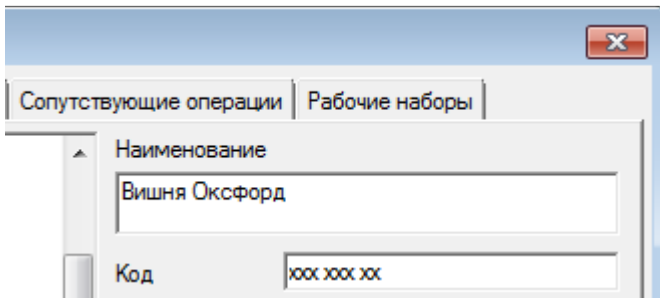 Сопутствующие операции Рабочие наборы
Наименование
Вишня Оксфорд
Код xxx xxx xx